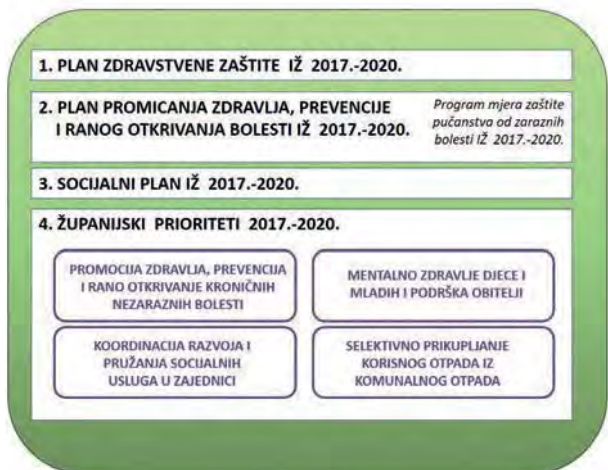 1. PLAN ZDRAVSTVENE ZAŠTITE IŽ 2017.-2020.
2. PLAN PROMICANJA ZDRAVLJA, PREVENCIJE
I RANOG OTKRIVANJA BOLESTI IŽ 2017.-2020.
Program mjera zaštite
pučanstva od zaraznih
bolesti IŽ 2017.-2020.
3. SOCIJALNI PLAN IŽ 2017.-2020.
4. ŽUPANIJSKI PRIORITETI 2017.-2020.
PROMOCIJA ZDRAVLJA, PREVENCIJA
I RANO OTKRIVANJE KRONIČNIH
NEZARAZNIH BOLESTI
MENTALNO ZDRAVLJE DJECE I
MLADIH I PODRŠKA OBITELJI
KOORDINACIJA RAZVOJA I
PRUŽANJA SOCIJALNIH
USLUGA U ZAJEDNICI
SELEKTIVNO PRIKUPLJANJE
KORISNOG OTPADA IZ
KOMUNALNOG OTPADA